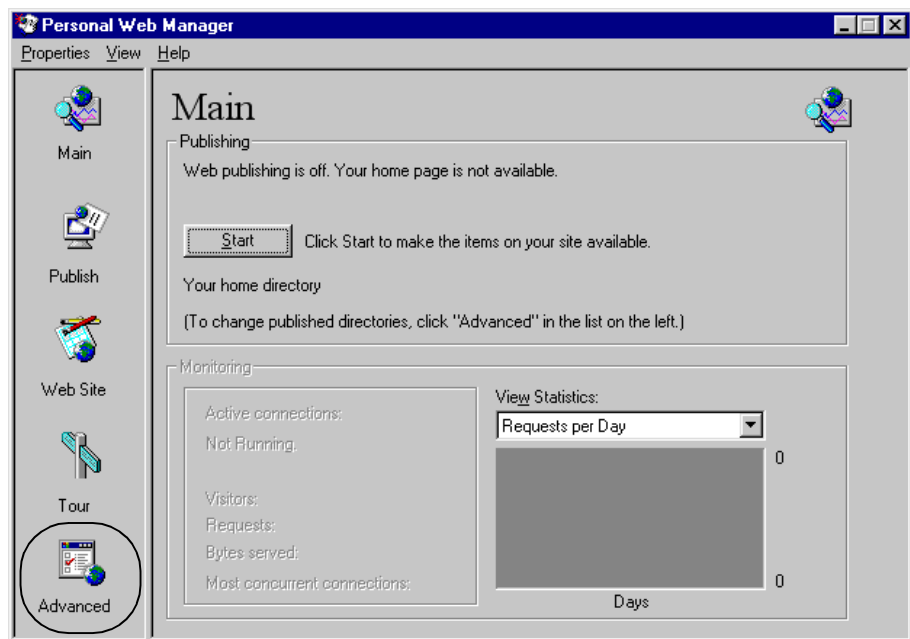 Personal Web Manager
Properties View Help
Main
Publish
Web Site
Tour
Advanced
Main
Publishing
Web publishing is off. Your home page is not available.
Start Click Start to make the items on your site available.
Your home directory
(To change published directories, click "Advanced" in the list on the left.)
Monitoring
Active connections:
Not Running.
Visitors:
Requests:
Bytes served:
Most concurrent connections:
View Statistics:
Requests per Day
0
0
Days